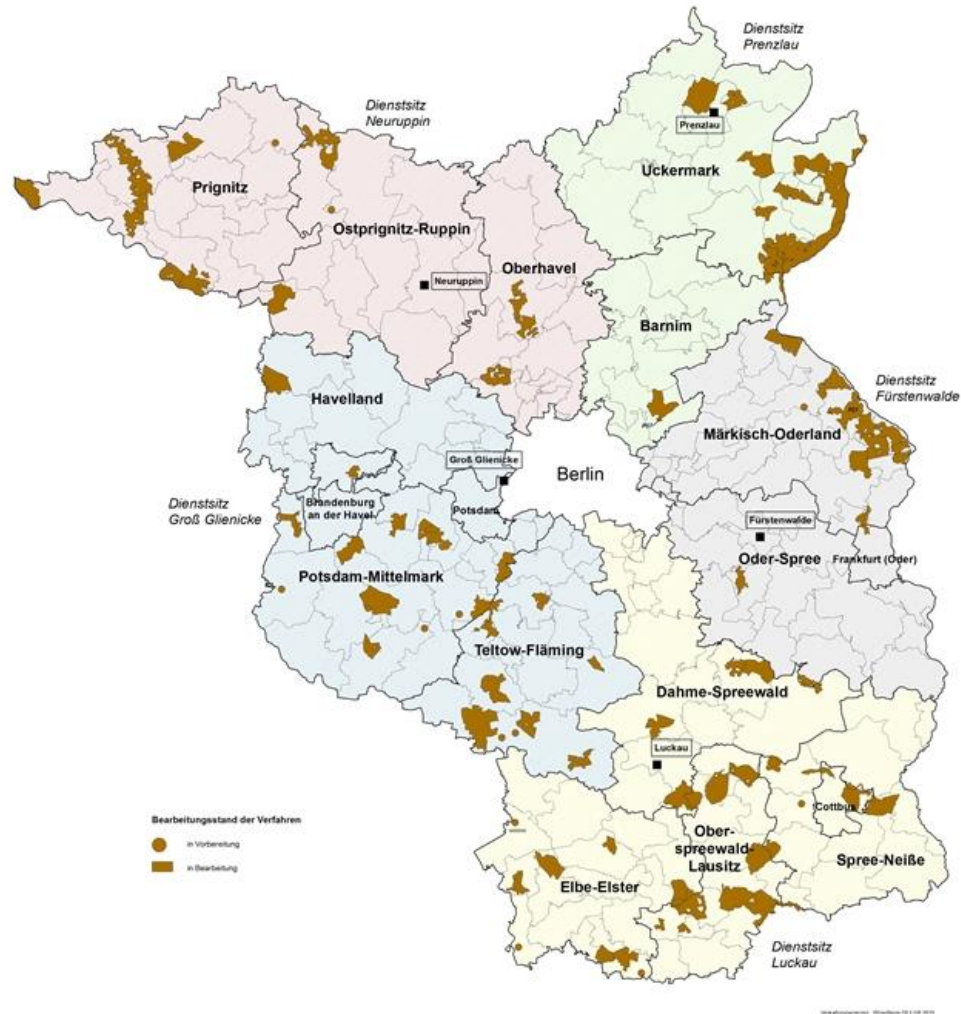 Dienstsitz
Prenzlau
Dienstsitz
Neuruppin
Prenzlau
Uckermark
Prignitz
Ostprignitz-Ruppin
Oberhavel
Neuruppin
Barnim
Dienstsitz
Fürstenwalde
Havelland
Märkisch-Oderland
Groß Glienicke
Berlin
Dienstsitz
Groß Glienicke
Brandenburg
an der Havel
Potsdam
Fürstenwalde
Oder-Spree
Frankfurt (Oder)
Potsdam-Mittelmark
Teltow-Fläming
Dahme-Spreewald
Luckau
Cottbus
Bearbeitungsstand der Verfahren
in Vorbereitung
in Bearbeitung
Ober-
spreewald-
Lausitz
Spree-Neiße
Elbe-Elster
Dienstsitz
Luckau